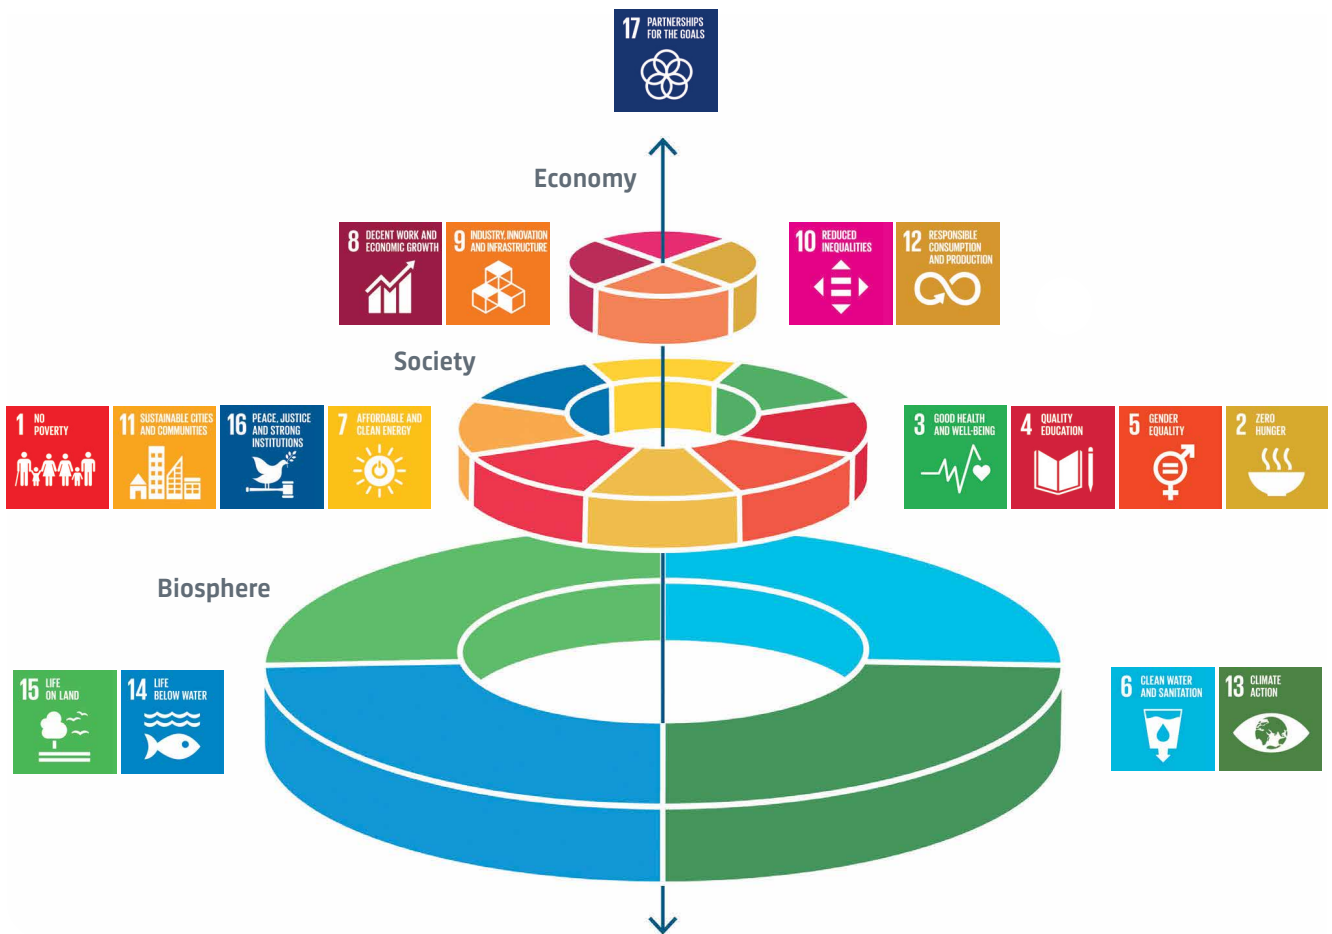 17 PARTNERSHIPS
FOR THE GOALS
Economy
8 DECENT WORK AND
ECONOMIC GROWTH
9 INDUSTRY, INNOVATION
AND INFRASTRUCTURE
10 REDUCED
INEQUALITIES
12 RESPONSIBLE
CONSUMPTION
AND PRODUCTION
Society
1 NO
POVERTY
11 SUSTAINABLE CITIES
AND COMMUNITIES
16 PEACE, JUSTICE
AND STRONG
INSTITUTIONS
7 AFFORDABLE AND
CLEAN ENERGY
3 GOOD HEALTH
AND WELL-BEING
4 QUALITY
EDUCATION
5 GENDER
EQUALITY
2 ZERO
HUNGER
Biosphere
15 LIFE
ON LAND
14 LIFE
BELOW WATER
6 CLEAN WATER
AND SANITATION
13 CLIMATE
ACTION